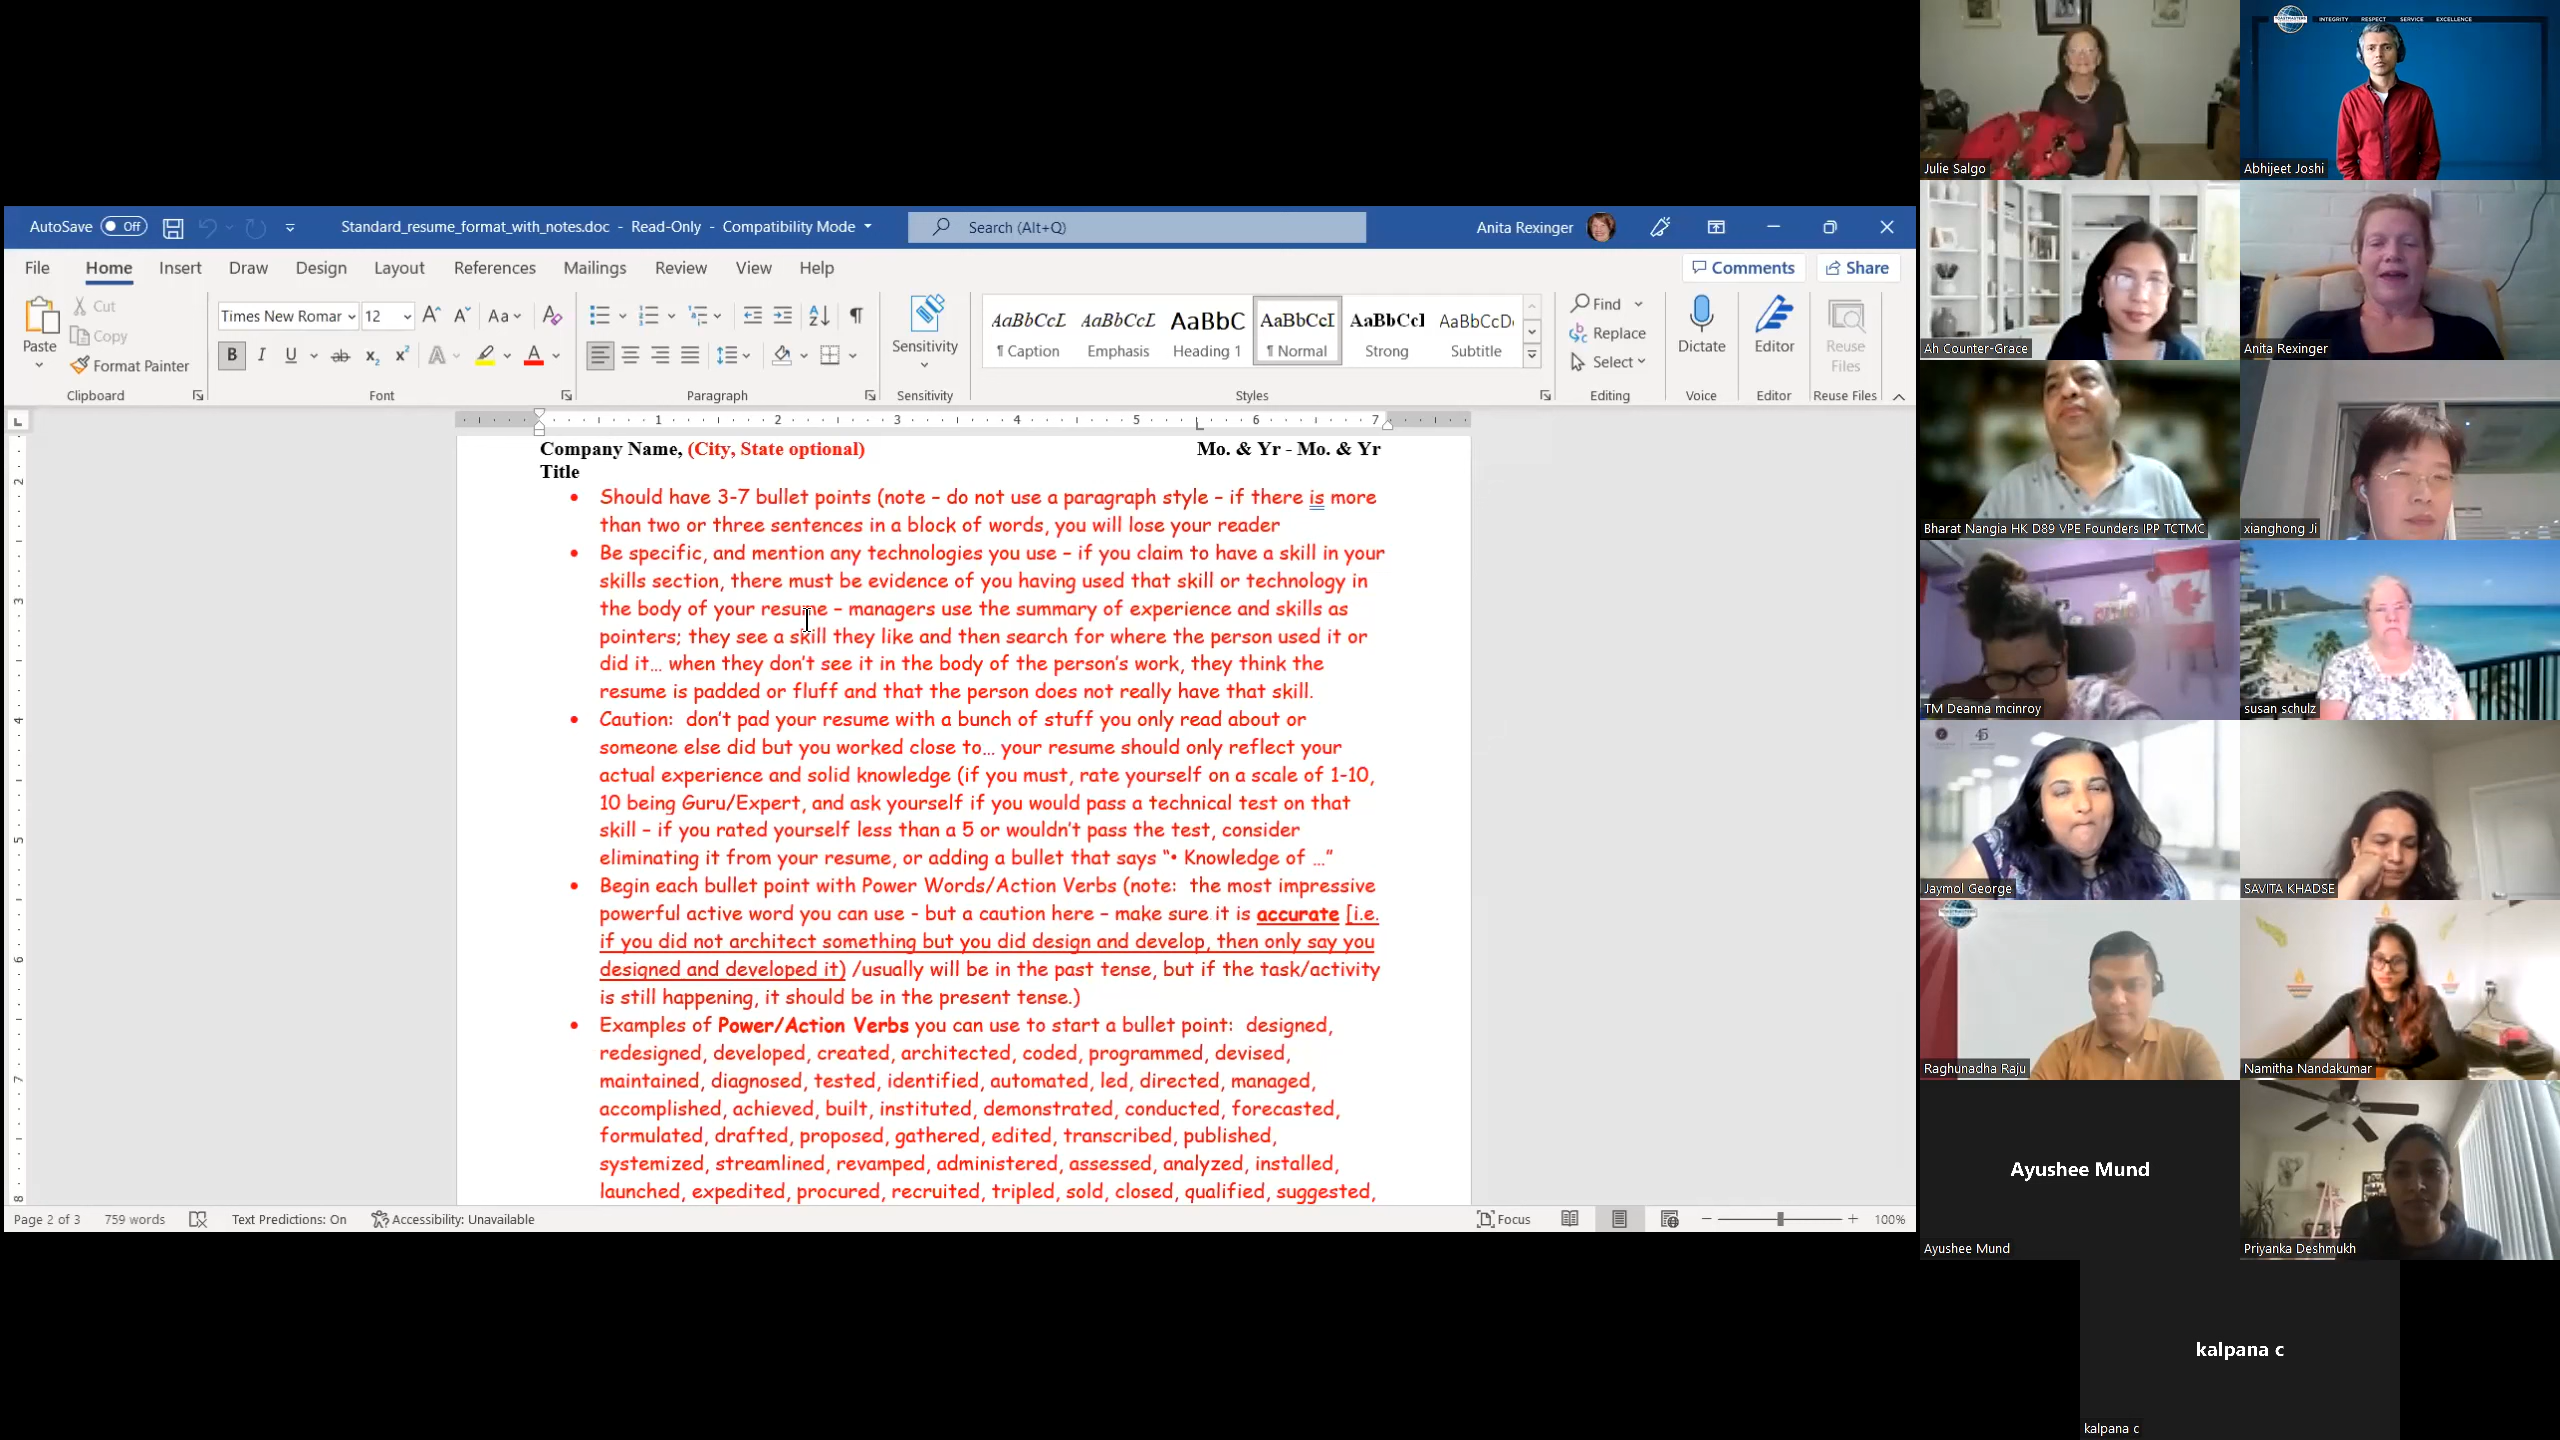 AutoSave Off Standard_resume_format_with_notes.doc - Read-Only - Compatibility Mode Search (Alt+Q) Anita Rexinger
File Home Insert Draw Design Layout References Mailings Review View Help Comments Share
Paste Cut Copy Format Painter
Times New Romar 12
Sensitivity
AaBbCcL AaBbCcL AaBbC AaBbCcI AaBbCcI AaBbCcD
¶ Caption Emphasis Heading 1 ¶ Normal Strong Subtitle
Find Replace Select
Dictate Editor Reuse Files
Clipboard Font Paragraph Sensitivity Styles Editing Voice Editor Reuse Files
1 2 3 4 5 6 7
Company Name, (City, State optional) Mo. & Yr - Mo. & Yr
Title
• Should have 3-7 bullet points (note – do not use a paragraph style – if there is more
than two or three sentences in a block of words, you will lose your reader
• Be specific, and mention any technologies you use – if you claim to have a skill in your
skills section, there must be evidence of you having used that skill or technology in
the body of your resume – managers use the summary of experience and skills as
pointers; they see a skill they like and then search for where the person used it or
did it… when they don’t see it in the body of the person’s work, they think the
resume is padded or fluff and that the person does not really have that skill.
• Caution:  don’t pad your resume with a bunch of stuff you only read about or
someone else did but you worked close to… your resume should only reflect your
actual experience and solid knowledge (if you must, rate yourself on a scale of 1-10,
10 being Guru/Expert, and ask yourself if you would pass a technical test on that
skill – if you rated yourself less than a 5 or wouldn’t pass the test, consider
eliminating it from your resume, or adding a bullet that says “• Knowledge of …”
• Begin each bullet point with Power Words/Action Verbs (note:  the most impressive
powerful active word you can use - but a caution here – make sure it is accurate [i.e.
if you did not architect something but you did design and develop, then only say you
designed and developed it) /usually will be in the past tense, but if the task/activity
is still happening, it should be in the present tense.)
• Examples of Power/Action Verbs you can use to start a bullet point:  designed,
redesigned, developed, created, architected, coded, programmed, devised,
maintained, diagnosed, tested, identified, automated, led, directed, managed,
accomplished, achieved, built, instituted, demonstrated, conducted, forecasted,
formulated, drafted, proposed, gathered, edited, transcribed, published,
systemized, streamlined, revamped, administered, assessed, analyzed, installed,
launched, expedited, procured, recruited, tripled, sold, closed, qualified, suggested,
2
3
4
5
6
7
8
Page 2 of 3 759 words Text Predictions: On Accessibility: Unavailable Focus 100%
INTEGRITY RESPECT SERVICE EXCELLENCE
Julie Salgo
Abhijeet Joshi
Ah Counter-Grace
Anita Rexinger
Bharat Nangia HK D89 VPE Founders IPP TCTMC
xianghong Ji
TM Deanna mcinroy
susan schulz
45
Jaymol George
SAVITA KHADSE
Raghunadha Raju
Namitha Nandakumar
Ayushee Mund
Ayushee Mund
Priyanka Deshmukh
kalpana c
kalpana c